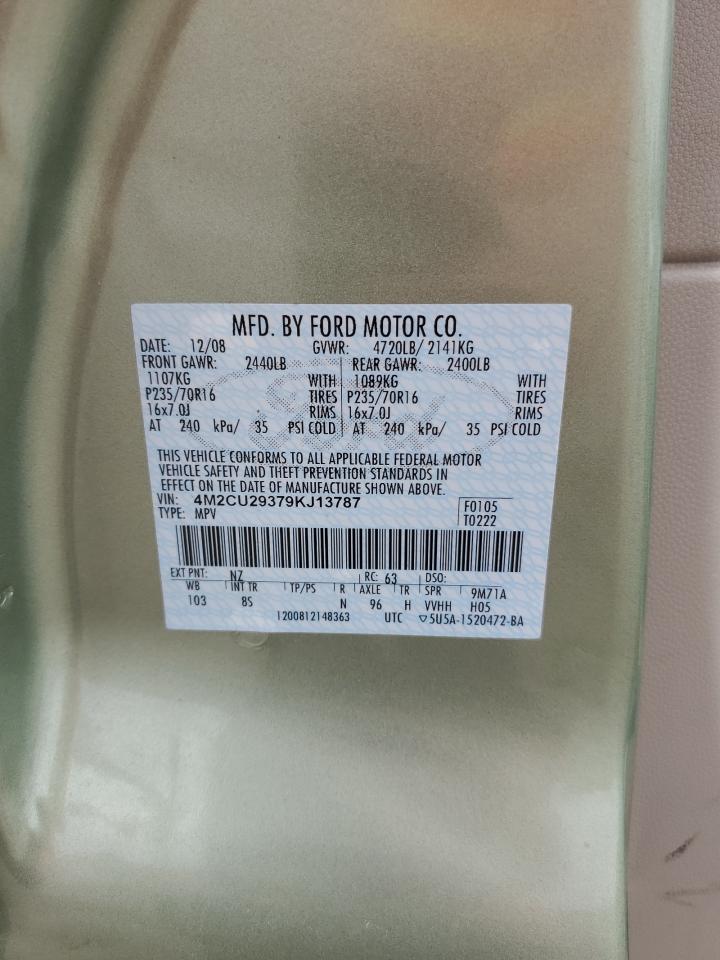 MFD. BY FORD MOTOR CO.
DATE: 12/08 GVWR: 4720LB/ 2141KG
FRONT GAWR: 2440LB REAR GAWR: 2400LB
1107KG WITH 1089KG WITH
P235/70R16 TIRES P235/70R16 TIRES
16x7.0J RIMS 16x7.0J RIMS
AT 240 kPa/ 35 PSI COLD AT 240 kPa/ 35 PSI COLD
THIS VEHICLE CONFORMS TO ALL APPLICABLE FEDERAL MOTOR
VEHICLE SAFETY AND THEFT PREVENTION STANDARDS IN
EFFECT ON THE DATE OF MANUFACTURE SHOWN ABOVE.
VIN: 4M2CU29379KJ13787 F0105
TYPE: MPV T0222
EXT PNT: NZ RC: 63 DSO:
WB INT TR TP/PS R AXLE TR SPR 9M71A
103 8S N 96 H VVHH H05
1200812148363 UTC ▽5U5A-1520472-BA